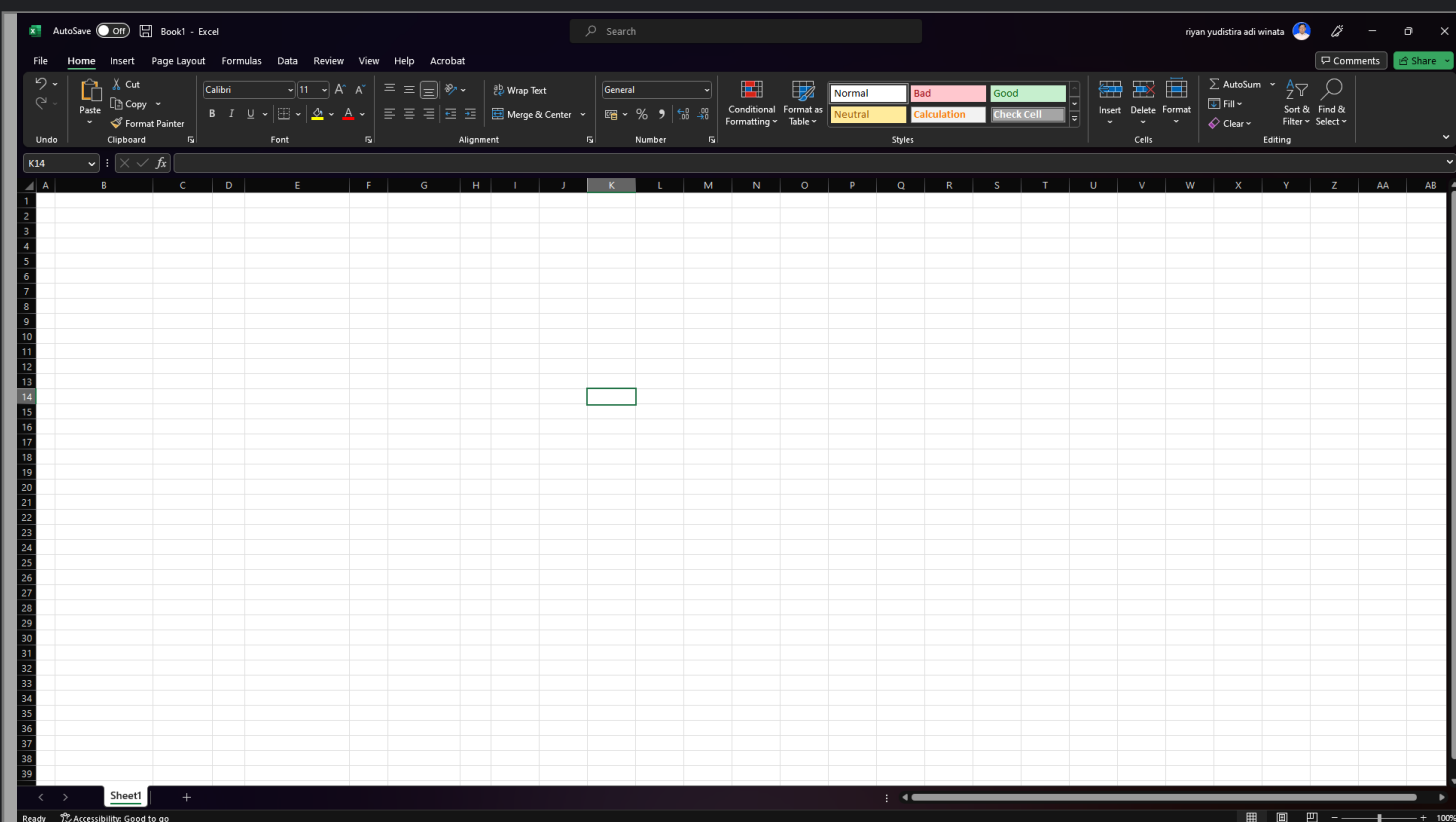 AutoSave Off Book1 - Excel Search riyan yudistira adi winata
File Home Insert Page Layout Formulas Data Review View Help Acrobat Comments Share
Paste Cut Copy Format Painter
Calibri 11 A A
B I U A
Wrap Text
Merge & Center
General
% 9
Conditional Formatting Format as Table
Normal Bad Good
Neutral Calculation Check Cell
Insert Delete Format
AutoSum Fill Clear
Sort & Filter Find & Select
Undo Clipboard Font Alignment Number Styles Cells Editing
K14 fx
A B C D E F G H I J K L M N O P Q R S T U V W X Y Z AA AB
1
2
3
4
5
6
7
8
9
10
11
12
13
14
15
16
17
18
19
20
21
22
23
24
25
26
27
28
29
30
31
32
33
34
35
36
37
38
39
Sheet1
Ready Accessibility: Good to go 100%